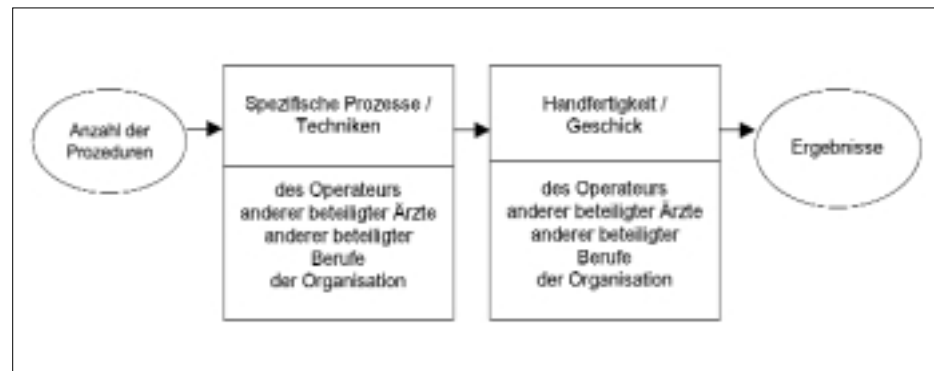 Anzahl der
Prozeduren
Spezifische Prozesse /
Techniken
des Operateurs
anderer beteiligter Ärzte
anderer beteiligter
Berufe
der Organisation
Handfertigkeit /
Geschick
des Operateurs
anderer beteiligter Ärzte
anderer beteiligter
Berufe
der Organisation
Ergebnisse